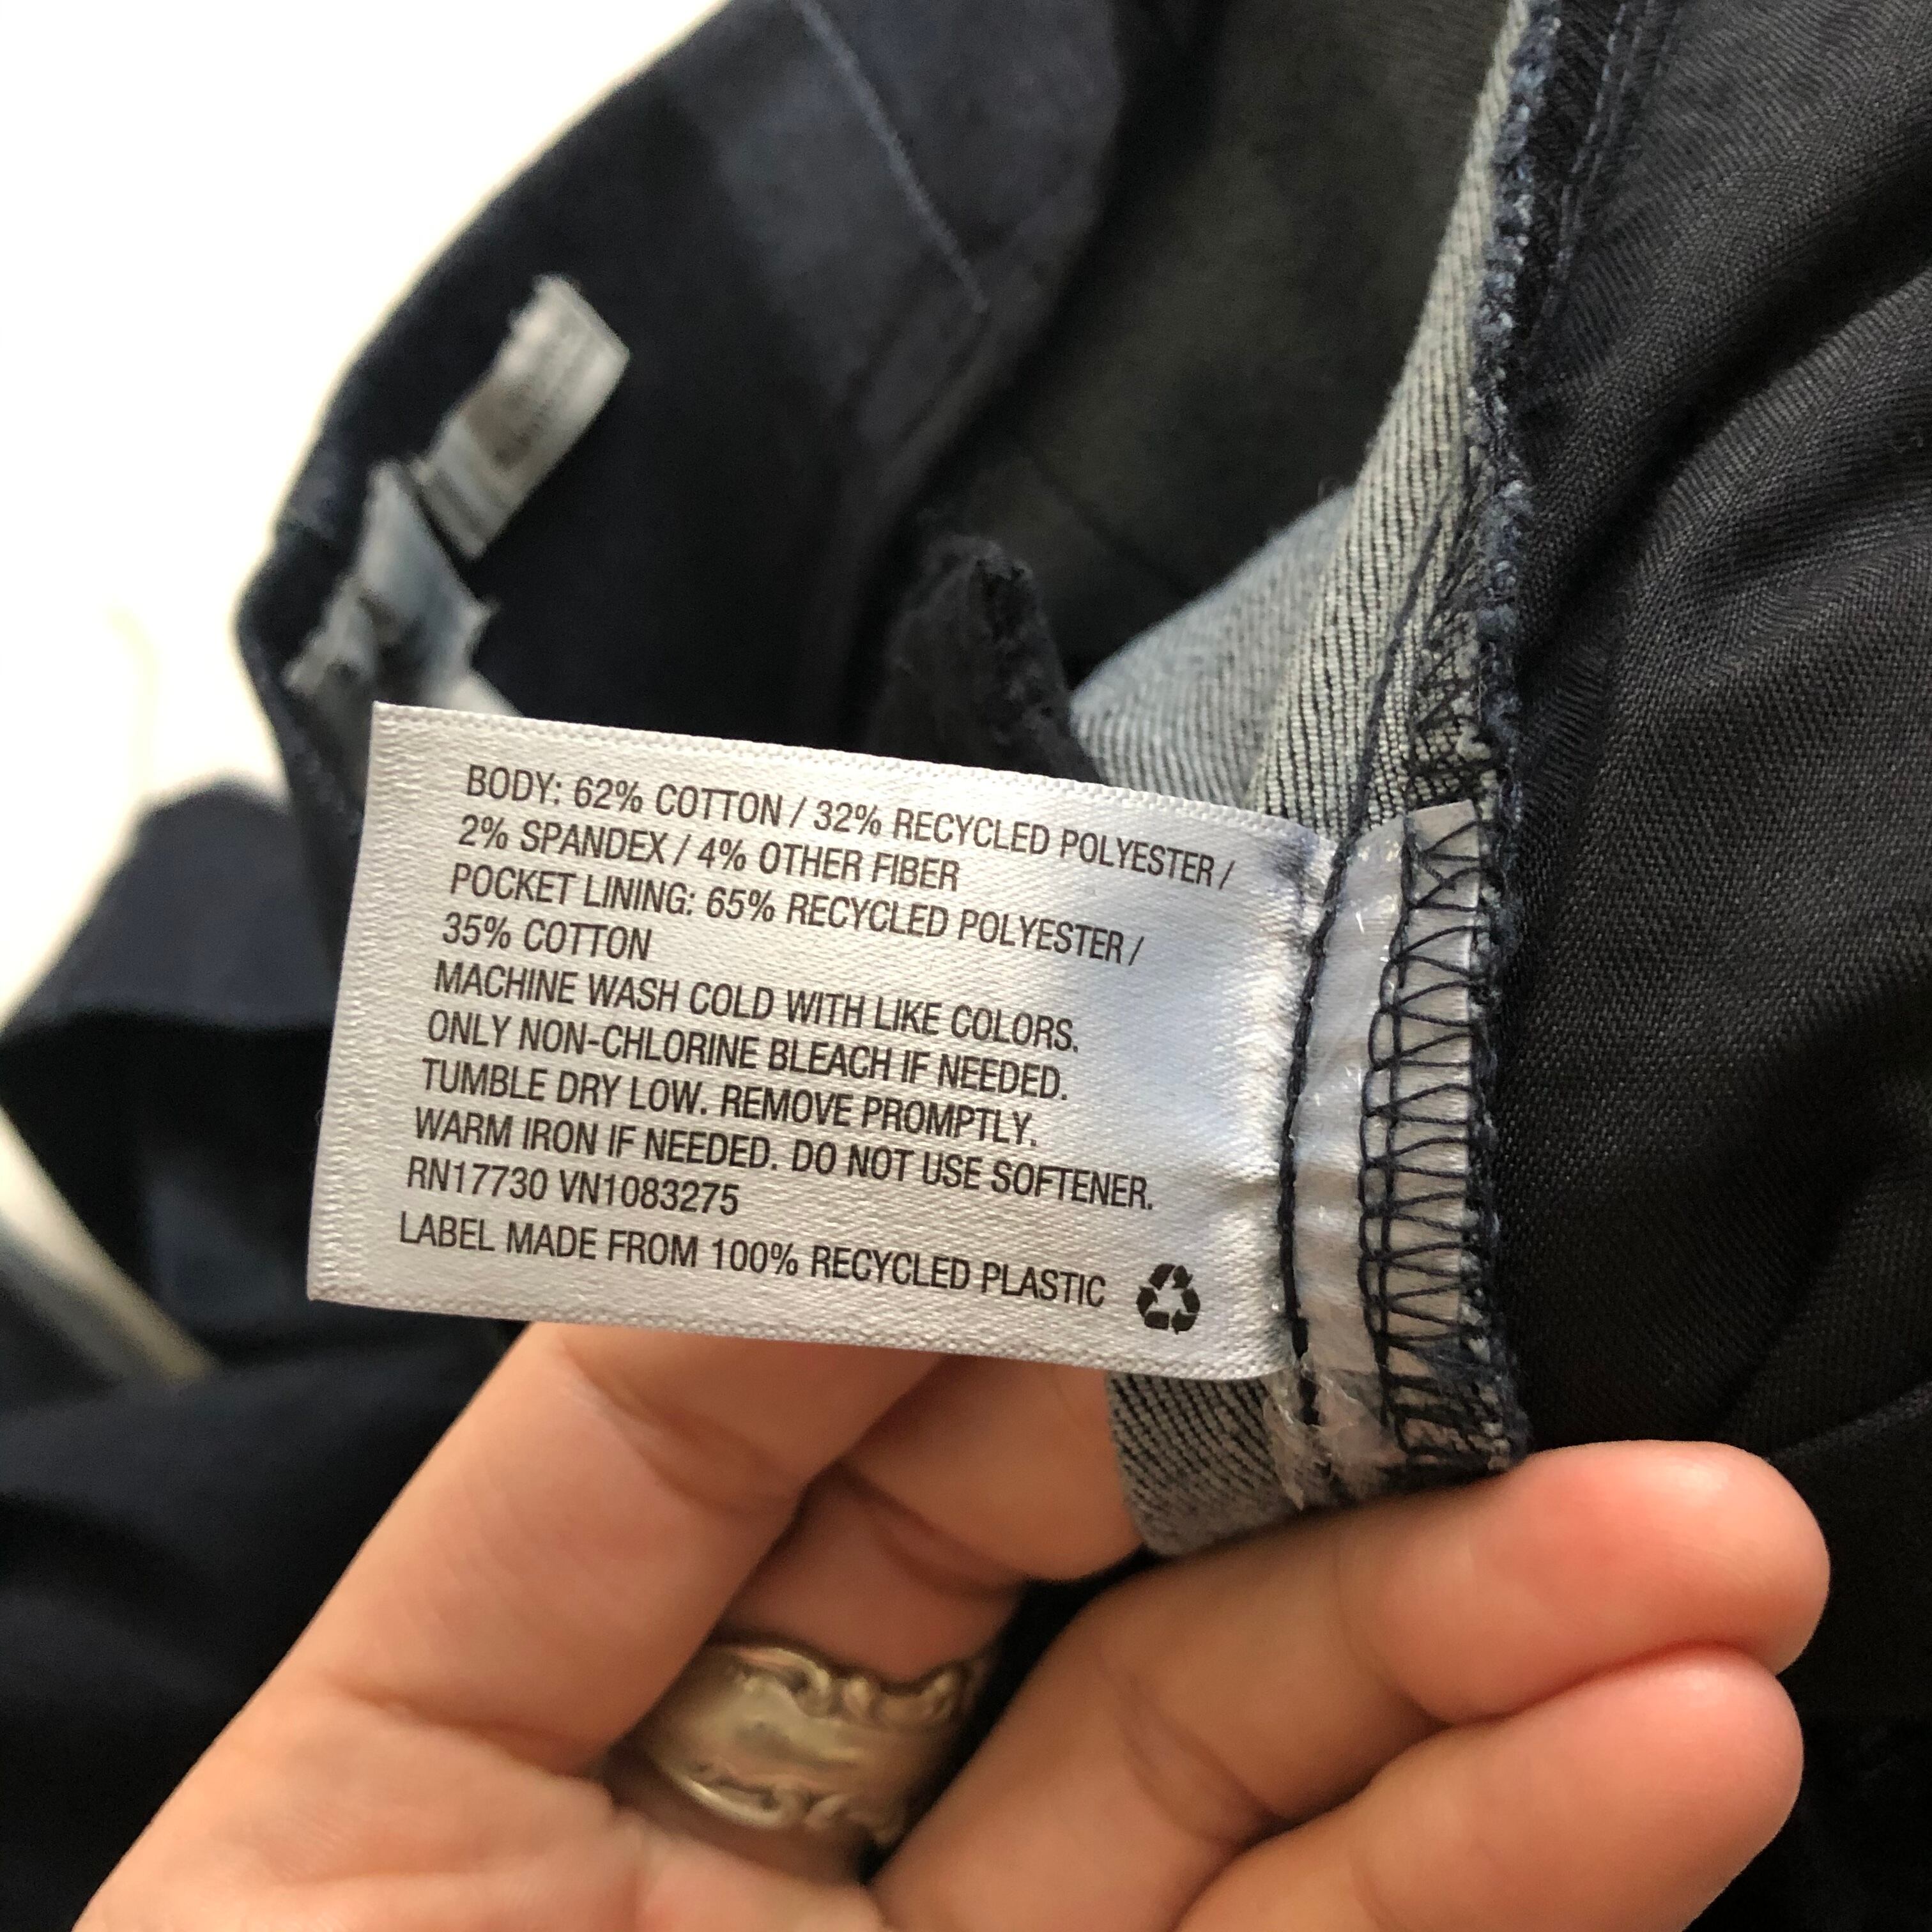 BODY: 62% COTTON / 32% RECYCLED POLYESTER /
2% SPANDEX / 4% OTHER FIBER
POCKET LINING: 65% RECYCLED POLYESTER /
35% COTTON
MACHINE WASH COLD WITH LIKE COLORS.
ONLY NON-CHLORINE BLEACH IF NEEDED.
TUMBLE DRY LOW. REMOVE PROMPTLY.
WARM IRON IF NEEDED. DO NOT USE SOFTENER.
RN17730 VN1083275
LABEL MADE FROM 100% RECYCLED PLASTIC